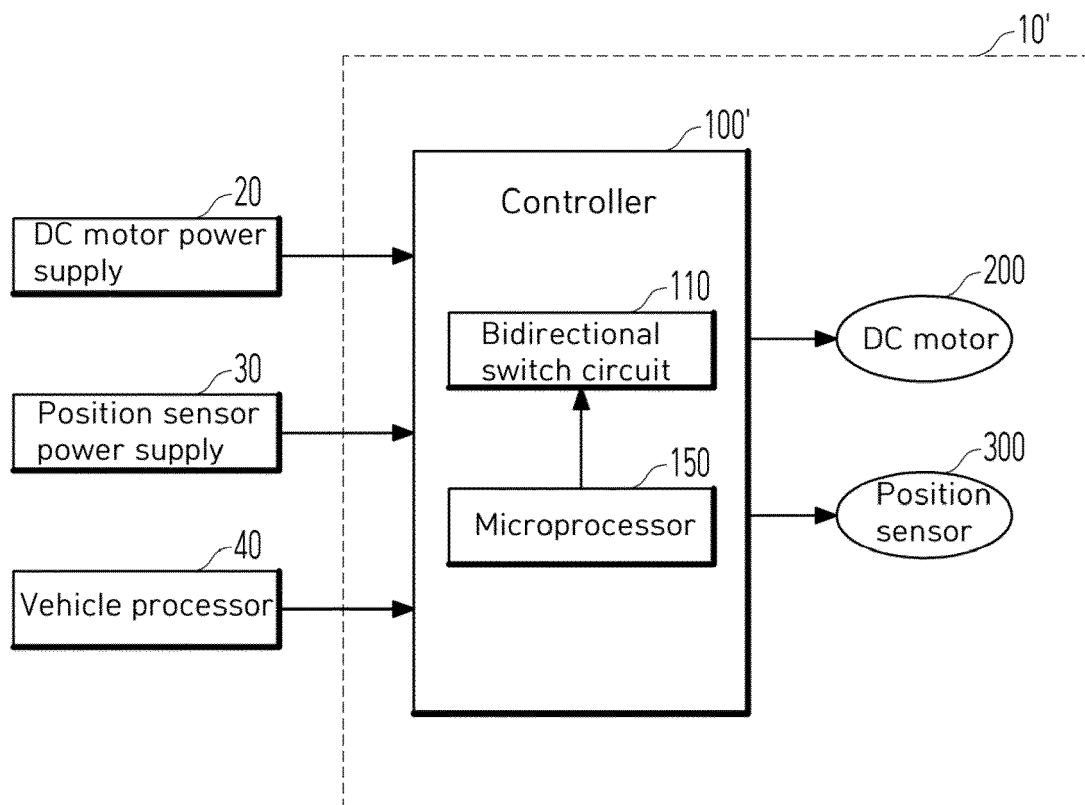 10'
100'
Controller
20
DC motor power
supply
110
Bidirectional
switch circuit
200
DC motor
30
Position sensor
power supply
150
Microprocessor
300
Position
sensor
40
Vehicle processor